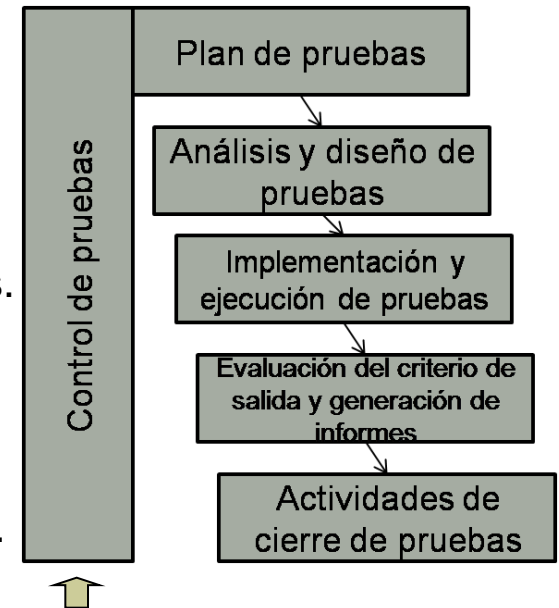 Control de pruebas
Plan de pruebas
Análisis y diseño de
pruebas
s.
Implementación y
ejecución de pruebas
Evaluación del criterio de
salida y generación de
informes
.
Actividades de
cierre de pruebas